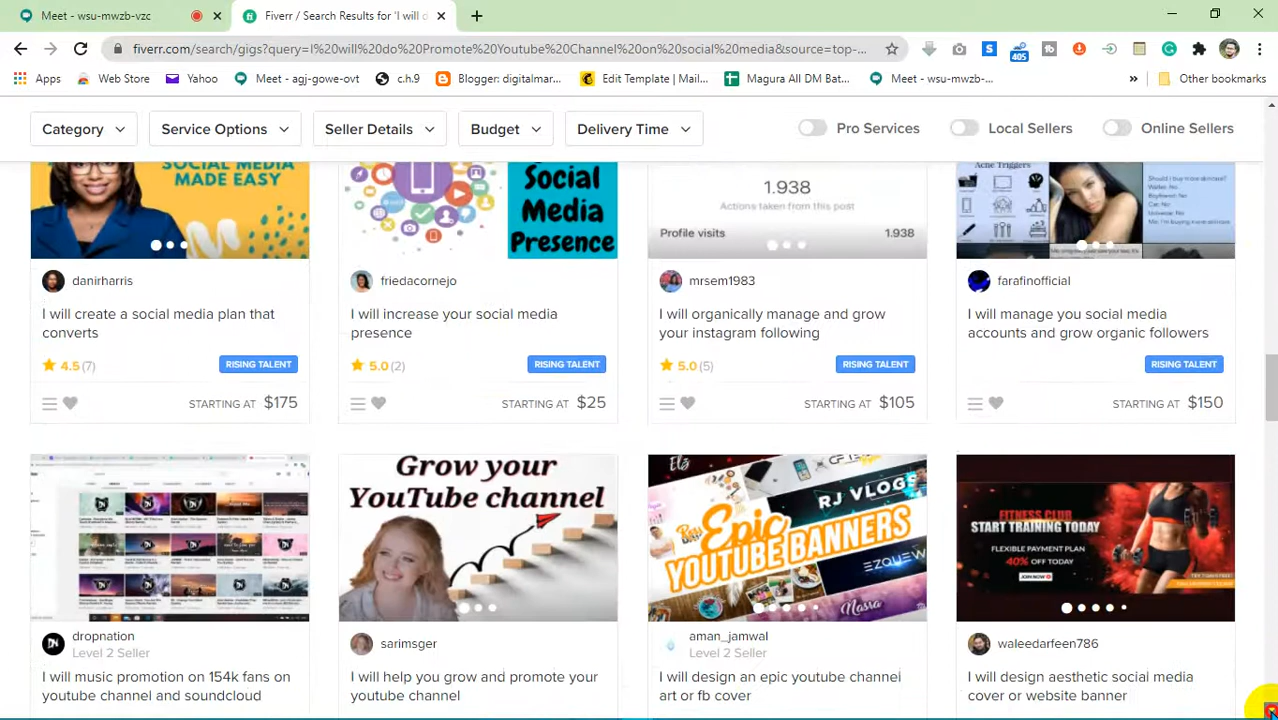 Meet - wsu-mwzb-vzc
Fiverr / Search Results for 'I will d
fiverr.com/search/gigs?query=I%20will%20do%20Promote%20Youtube%20Channel%20on%20social%20media&source=top-...
405
Apps
Web Store
Yahoo
Meet - agj-gowe-ovt
c.h.9
Blogger: digitalmar...
Edit Template | Mail...
Magura All DM Bat...
Meet - wsu-mwzb-...
Other bookmarks
Category
Service Options
Seller Details
Budget
Delivery Time
Pro Services
Local Sellers
Online Sellers
SOCIAL MEDIA
MADE EASY
Social
Media
Presence
1.938
Actions taken from this post
Profile visits
1.938
Acne Triggers
danirharris
friedacornejo
mrsem1983
farafinofficial
I will create a social media plan that
converts
I will increase your social media
presence
I will organically manage and grow
your instagram following
I will manage you social media
accounts and grow organic followers
4.5 (7)
RISING TALENT
5.0 (2)
RISING TALENT
5.0 (5)
RISING TALENT
RISING TALENT
STARTING AT $175
STARTING AT $25
STARTING AT $105
STARTING AT $150
Grow your
YouTube channel
RJ VLOGS
Epic
YOUTUBE BANNERS
Nasra
FITNESS CLUB
START TRAINING TODAY
FLEXIBLE PAYMENT PLAN
40% OFF TODAY
JOIN NOW
dropnation
Level 2 Seller
sarimsger
aman_jamwal
Level 2 Seller
waleedarfeen786
I will music promotion on 154k fans on
youtube channel and soundcloud
I will help you grow and promote your
youtube channel
I will design an epic youtube channel
art or fb cover
I will design aesthetic social media
cover or website banner